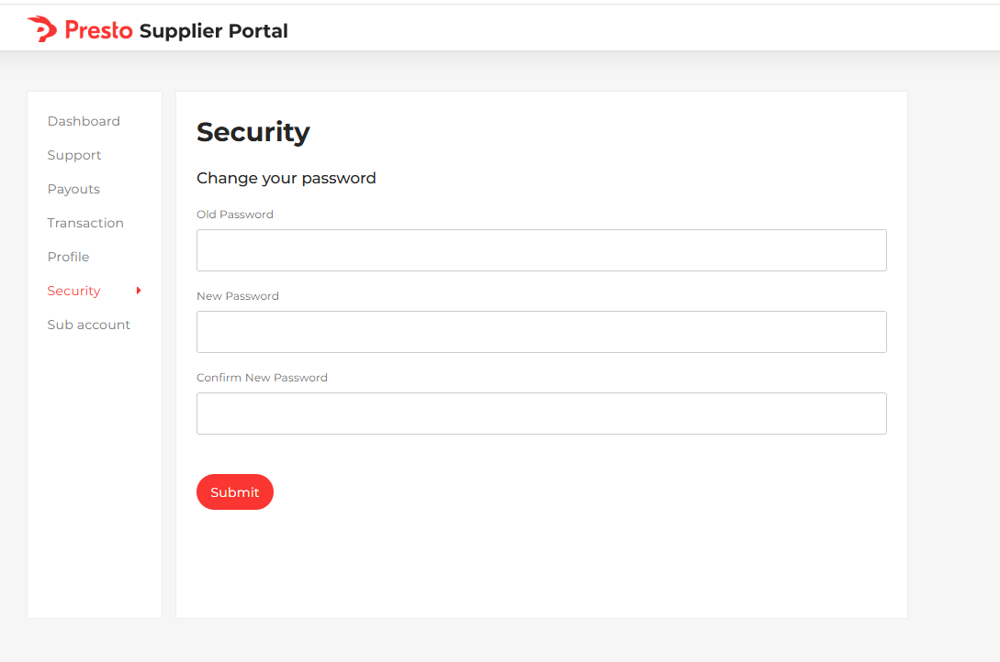 Presto Supplier Portal
Dashboard
Support
Payouts
Transaction
Profile
Security
Sub account
Security
Change your password
Old Password
New Password
Confirm New Password
Submit